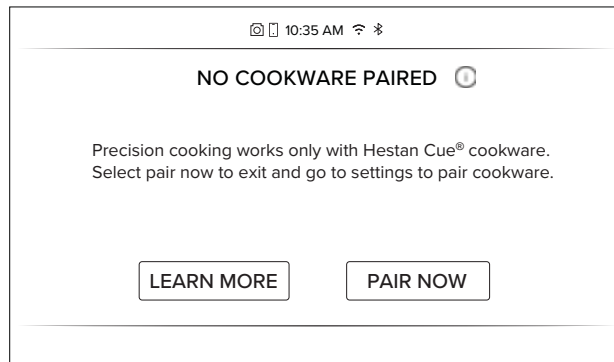 10:35 AM
NO COOKWARE PAIRED
Precision cooking works only with Hestan Cue® cookware.
Select pair now to exit and go to settings to pair cookware.
LEARN MORE
PAIR NOW